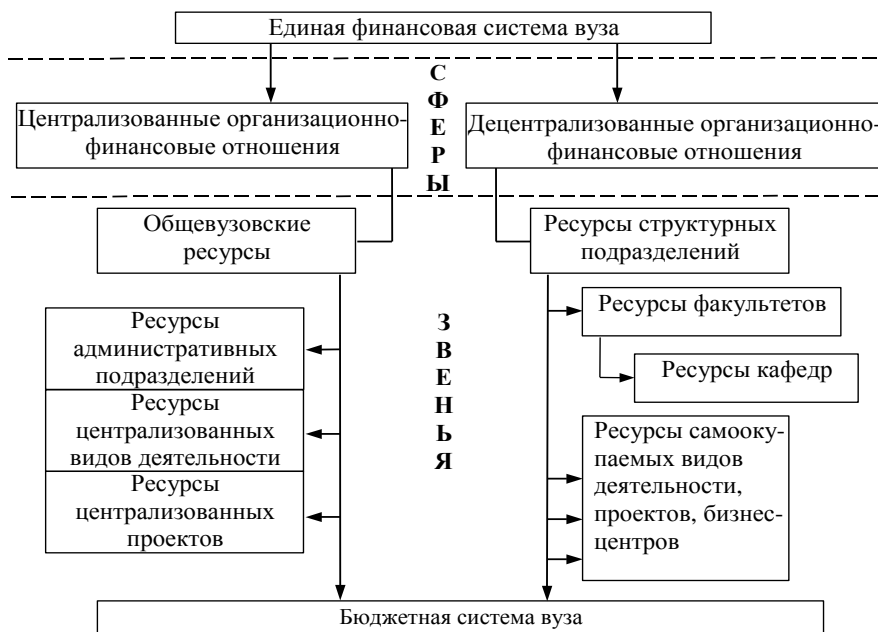 Единая финансовая система вуза
СФЕРЫ
Централизованные организационно-
финансовые отношения
Децентрализованные организационно-
финансовые отношения
Общевузовские
ресурсы
Ресурсы структурных
подразделений
ЗВЕНЬЯ
Ресурсы
административных
подразделений
Ресурсы
централизованных
видов деятельности
Ресурсы
централизованных
проектов
Ресурсы факультетов
Ресурсы кафедр
Ресурсы самооку-
паемых видов
деятельности,
проектов, бизнес-
центров
Бюджетная система вуза